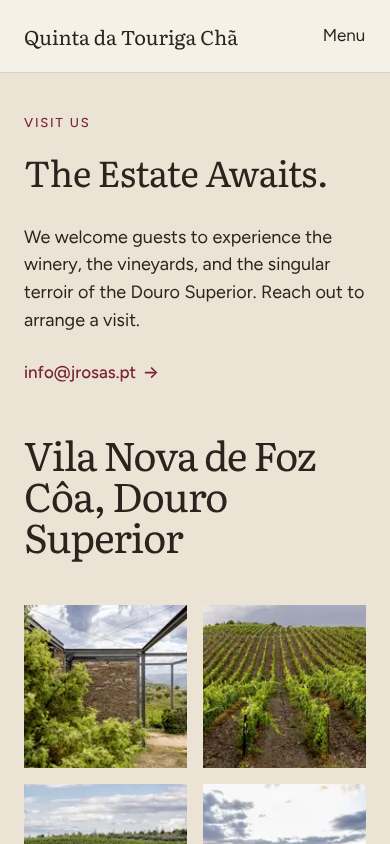 Quinta da Touriga Chã
Menu
VISIT US
The Estate Awaits.
We welcome guests to experience the
winery, the vineyards, and the singular
terroir of the Douro Superior. Reach out to
arrange a visit.
info@jrosas.pt →
Vila Nova de Foz
Côa, Douro
Superior